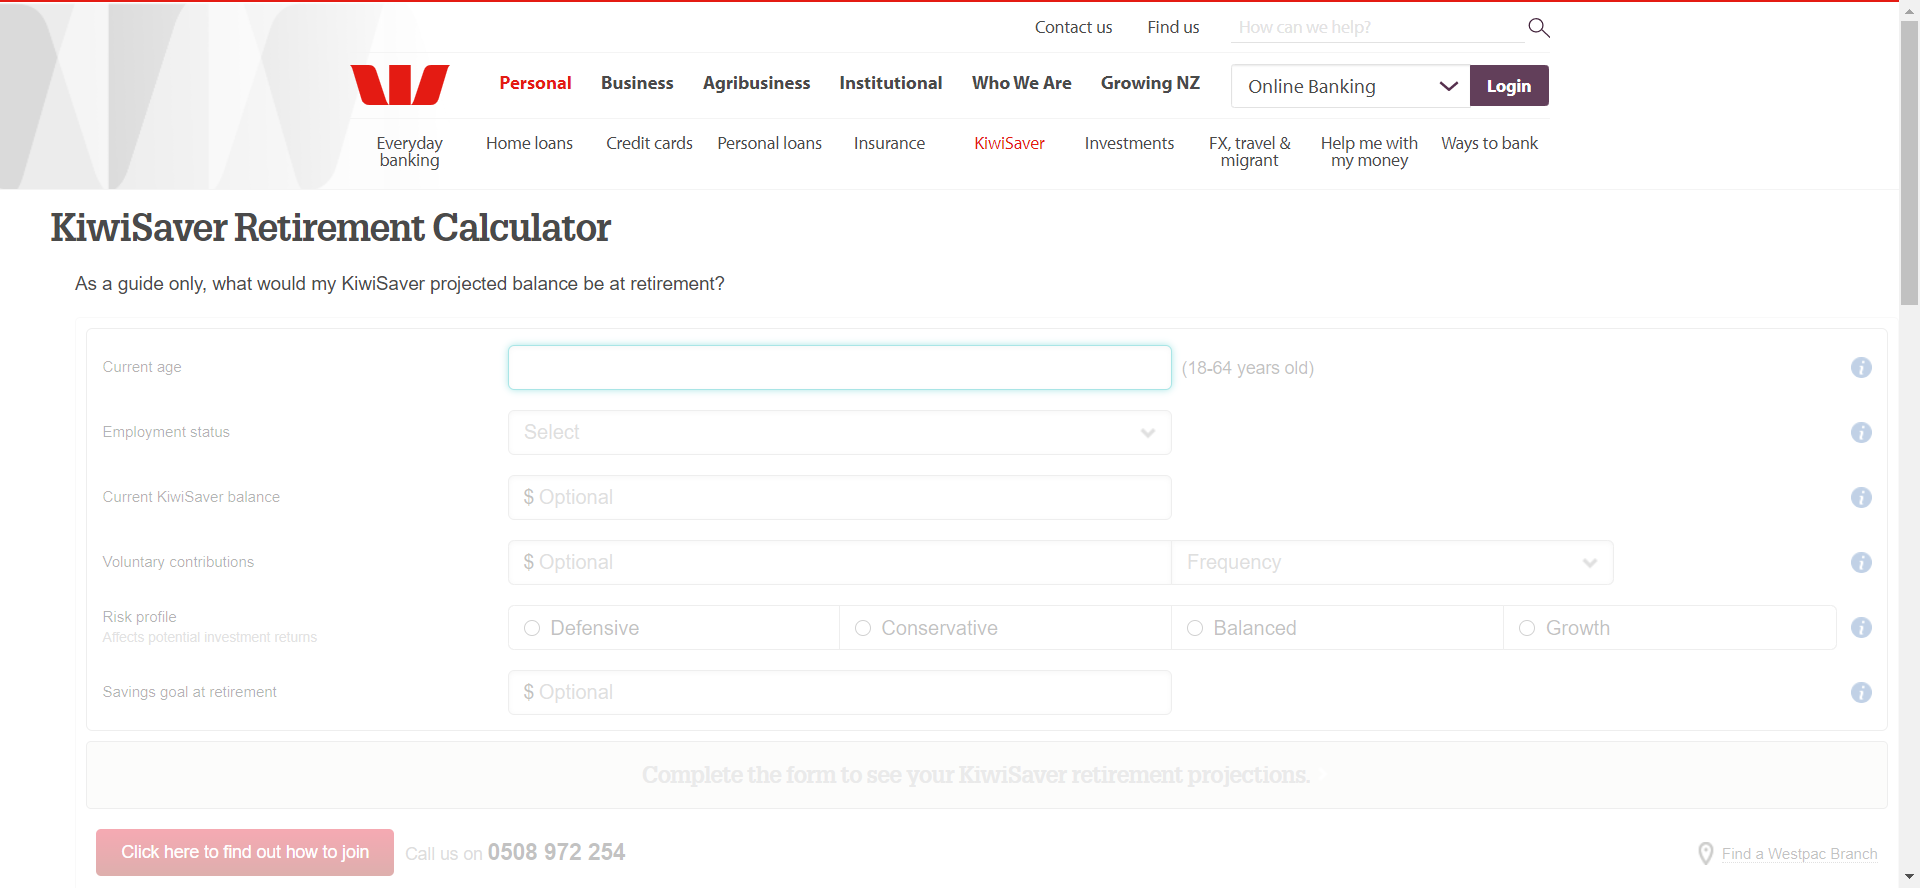 Contact us
Find us
How can we help?
Personal
Business
Agribusiness
Institutional
Who We Are
Growing NZ
Online Banking
Login
Everyday
banking
Home loans
Credit cards
Personal loans
Insurance
KiwiSaver
Investments
FX, travel &
migrant
Help me with
my money
Ways to bank
KiwiSaver Retirement Calculator
As a guide only, what would my KiwiSaver projected balance be at retirement?
Current age
(18-64 years old)
Employment status
Select
Current KiwiSaver balance
$ Optional
Voluntary contributions
$ Optional
Frequency
Risk profile
Affects potential investment returns
Defensive
Conservative
Balanced
Growth
Savings goal at retirement
$ Optional
Complete the form to see your KiwiSaver retirement projections.
Click here to find out how to join
Call us on 0508 972 254
Find a Westpac Branch